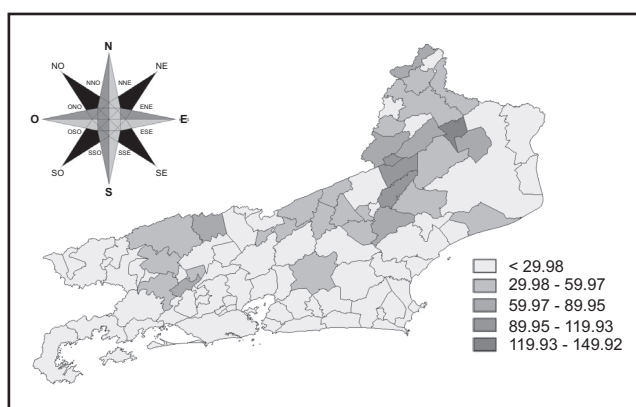 N
NO NE
NNO NNE
ONO ENE
O E
OSO ESE
SSO SSE
SO SE
S
< 29.98
29.98 - 59.97
59.97 - 89.95
89.95 - 119.93
119.93 - 149.92